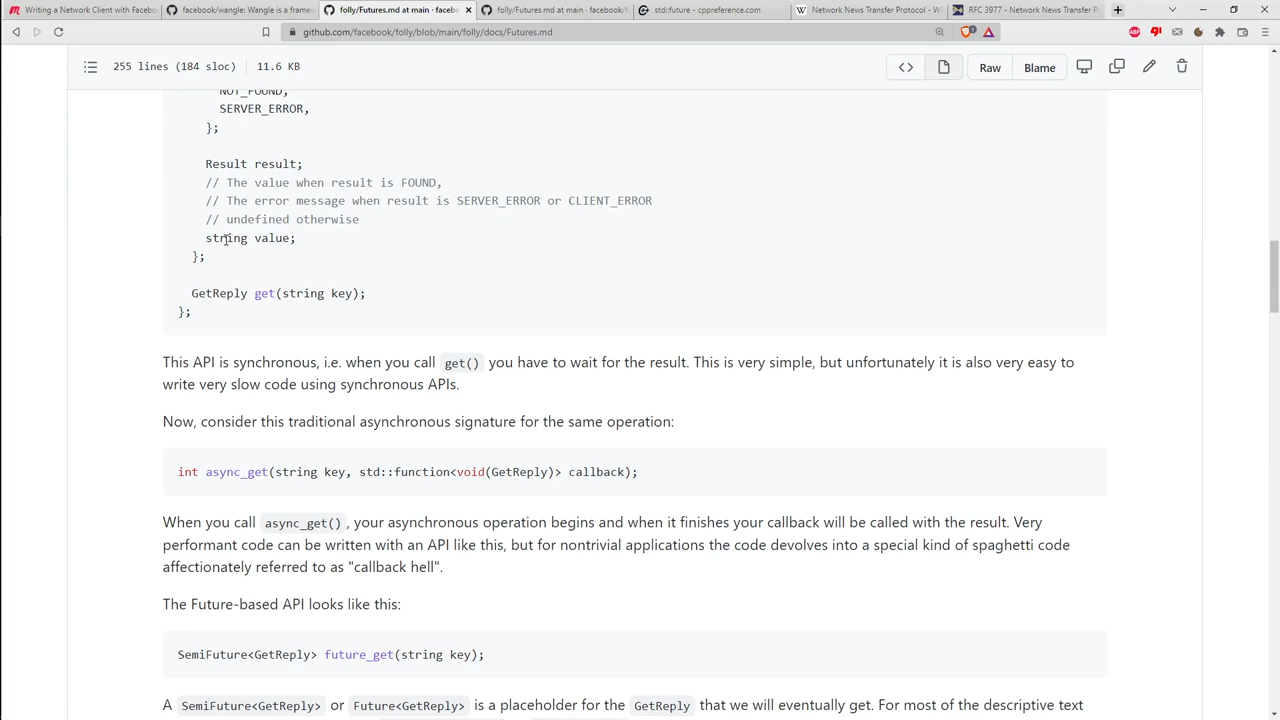 Writing a Network Client with Faceb
facebook/wangle: Wangle is a frame
folly/Futures.md at main · faceboo
folly/Futures.md at main · facebook/f
std::future - cppreference.com
Network News Transfer Protocol - Wi
RFC 3977 - Network News Transfer P
github.com/facebook/folly/blob/main/folly/docs/Futures.md
255 lines (184 sloc) 11.6 KB
Raw
Blame
NOT_FOUND,
SERVER_ERROR,
};
Result result;
// The value when result is FOUND,
// The error message when result is SERVER_ERROR or CLIENT_ERROR
// undefined otherwise
string value;
};
GetReply get(string key);
};
This API is synchronous, i.e. when you call get() you have to wait for the result. This is very simple, but unfortunately it is also very easy to
write very slow code using synchronous APIs.
Now, consider this traditional asynchronous signature for the same operation:
int async_get(string key, std::function<void(GetReply)> callback);
When you call async_get(), your asynchronous operation begins and when it finishes your callback will be called with the result. Very
performant code can be written with an API like this, but for nontrivial applications the code devolves into a special kind of spaghetti code
affectionately referred to as "callback hell".
The Future-based API looks like this:
SemiFuture<GetReply> future_get(string key);
A SemiFuture<GetReply> or Future<GetReply> is a placeholder for the GetReply that we will eventually get. For most of the descriptive text